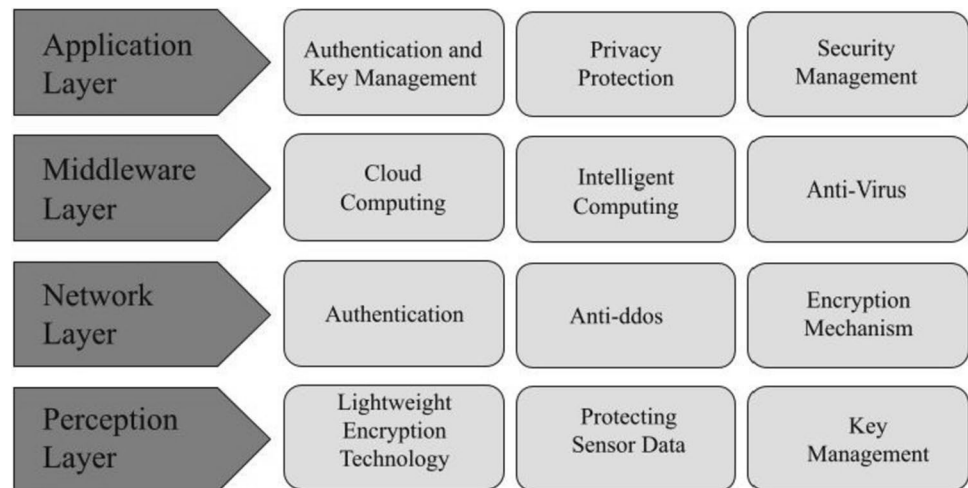 Application
Layer
Authentication and
Key Management
Privacy
Protection
Security
Management
Middleware
Layer
Cloud
Computing
Intelligent
Computing
Anti-Virus
Network
Layer
Authentication
Anti-ddos
Encryption
Mechanism
Perception
Layer
Lightweight
Encryption
Technology
Protecting
Sensor Data
Key
Management